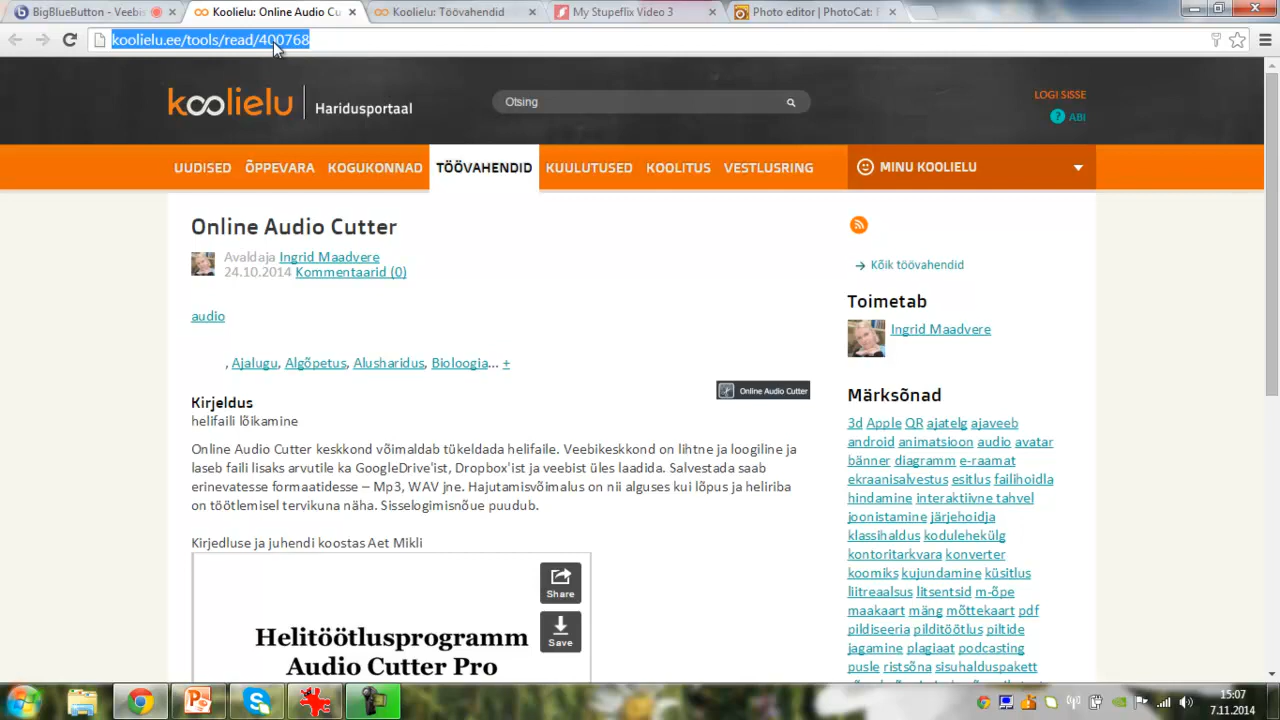 BigBlueButton - Veebis
Koolielu: Online Audio Cu
Koolielu: Töövahendid
My Stupeflix Video 3
Photo editor | PhotoCat: F
koolielu.ee/tools/read/400768
koolielu Haridusportaal
Otsing
LOGI SISSE
? ABI
UUDISED ÕPPEVARA KOGUKONNAD TÖÖVAHENDID KUULUTUSED KOOLITUS VESTLUSRING
MINU KOOLIELU
Online Audio Cutter
Avaldaja Ingrid Maadvere
24.10.2014 Kommentaarid (0)
audio
, Ajalugu, Algõpetus, Alusharidus, Bioloogia... +
Online Audio Cutter
Kirjeldus
helifaili lõikamine
Online Audio Cutter keskkond võimaldab tükeldada helifaile. Veebikeskkond on lihtne ja loogiline ja
laseb faili lisaks arvutile ka GoogleDrive'ist, Dropbox'ist ja veebist üles laadida. Salvestada saab
erinevatesse formaatidesse – Mp3, WAV jne. Hajutamisvõimalus on nii alguses kui lõpus ja heliriba
on töötlemisel tervikuna näha. Sisselogimisnõue puudub.
Kirjedluse ja juhendi koostas Aet Mikli
Share
Save
Helitöötlusprogramm
Audio Cutter Pro
→ Kõik töövahendid
Toimetab
Ingrid Maadvere
Märksõnad
3d Apple QR ajatelg ajaveeb
android animatsioon audio avatar
bänner diagramm e-raamat
ekraanisalvestus esitlus failihoidla
hindamine interaktiivne tahvel
joonistamine järjehoidja
klassihaldus kodulehekülg
kontoritarkvara konverter
koomiks kujundamine küsitlus
liitreaalsus litsentsid m-õpe
maakaart mäng mõttekaart pdf
pildiseeria pilditöötlus piltide
jagamine plagiaat podcasting
pusle ristsõna sisuhalduspakett
15:07
7.11.2014